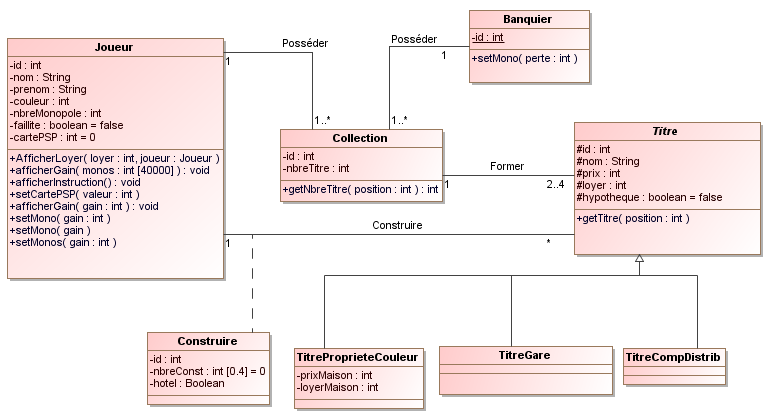 Joueur
-id : int
-nom : String
-prenom : String
-couleur : int
-nbreMonopole : int
-faillite : boolean = false
-cartePSP : int = 0
+AfficherLoyer( loyer : int, joueur : Joueur )
+afficherGain( monos : int [40000] ) : void
+afficherInstruction() : void
+setCartePSP( valeur : int )
+afficherGain( gain : int ) : void
+setMono( gain : int )
+setMono( gain )
+setMonos( gain : int )
Posséder
1
1..*
Banquier
-id : int
+setMono( perte : int )
Posséder
1
1..*
Collection
-id : int
-nbreTitre : int
+getNbreTitre( position : int ) : int
Former
1
2..4
Titre
#id : int
#nom : String
#prix : int
#loyer : int
#hypotheque : boolean = false
+getTitre( position : int )
Construire
1
*
Construire
-id : int
-nbreConst : int [0.4] = 0
-hotel : Boolean
TitreProprieteCouleur
-prixMaison : int
-loyerMaison : int
TitreGare
TitreCompDistrib